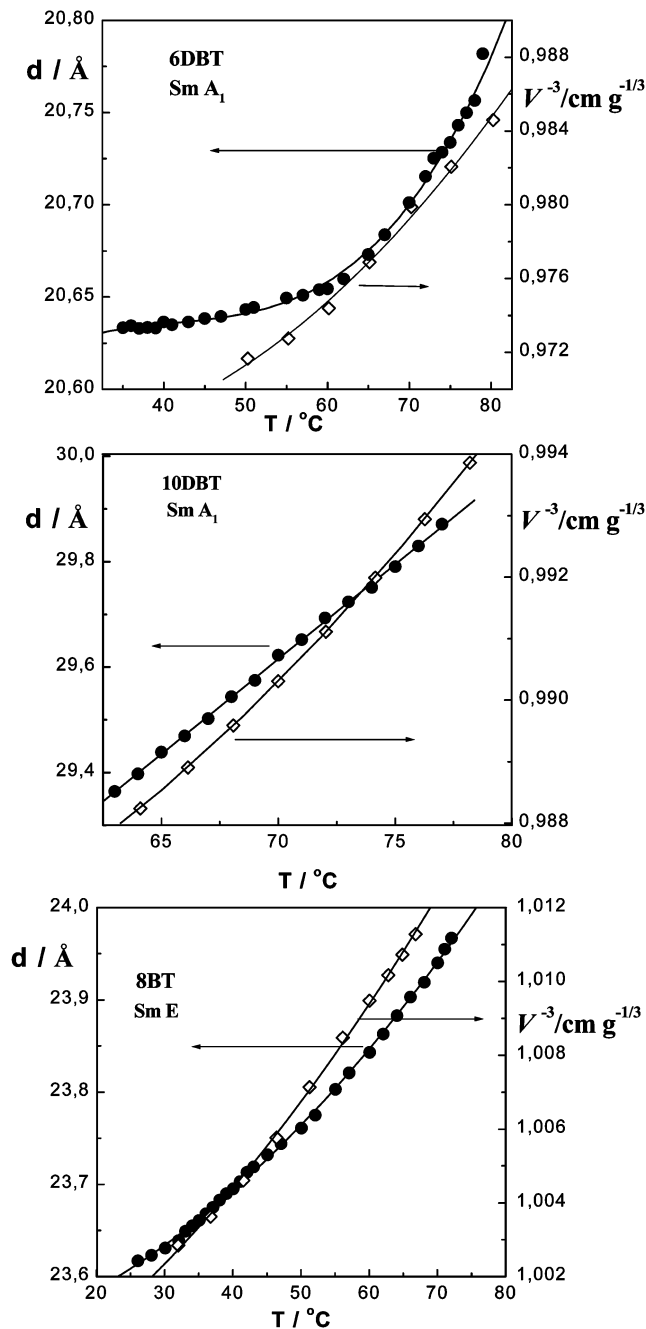 20,80
6DBT
0,988
d / Å
Sm A1
V -3/cm g-1/3
20,75
0,984
20,70
0,980
20,65
0,976
0,972
20,60
40 50 60 70 80
T / oC
30,0
0,994
10DBT
d / Å
Sm A1
V -3/cm g-1/3
29,8
0,992
29,6
0,990
29,4
0,988
65 70 75 80
T / oC
24,0
1,012
d / Å
8BT
1,010
23,9
Sm E
V -3/cm g-1/3
1,008
23,8
1,006
23,7
1,004
23,6
1,002
20 30 40 50 60 70 80
T / oC